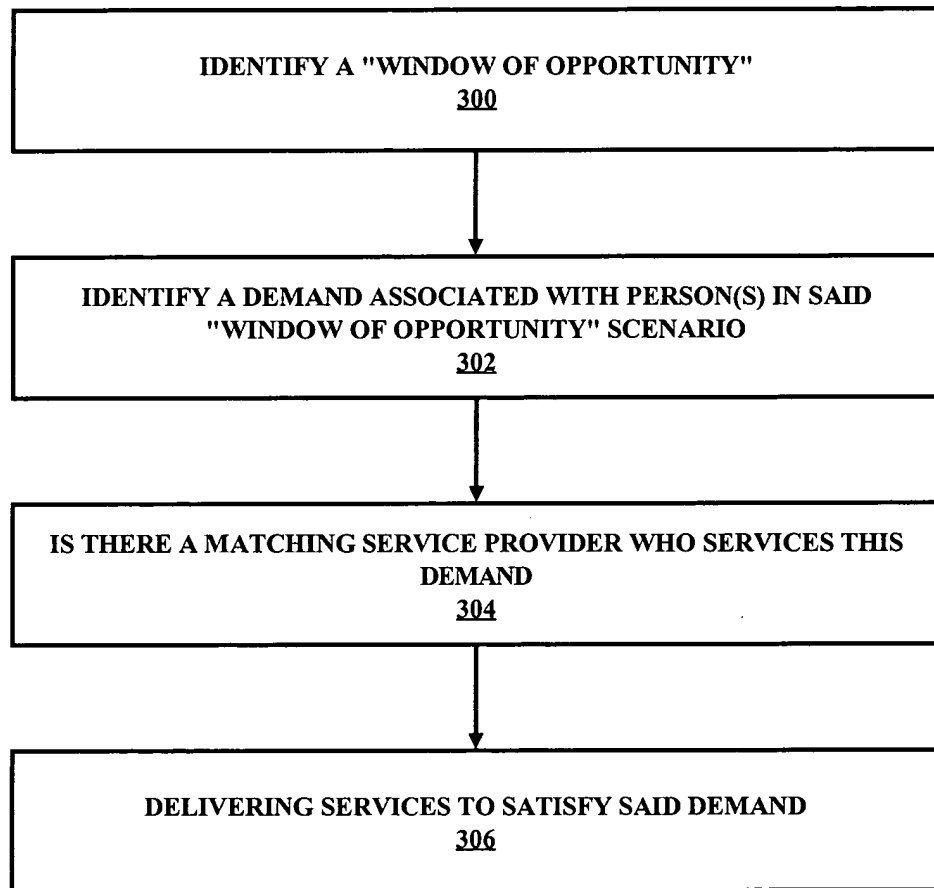 IDENTIFY A "WINDOW OF OPPORTUNITY"
300
IDENTIFY A DEMAND ASSOCIATED WITH PERSON(S) IN SAID
"WINDOW OF OPPORTUNITY" SCENARIO
302
IS THERE A MATCHING SERVICE PROVIDER WHO SERVICES THIS
DEMAND
304
DELIVERING SERVICES TO SATISFY SAID DEMAND
306